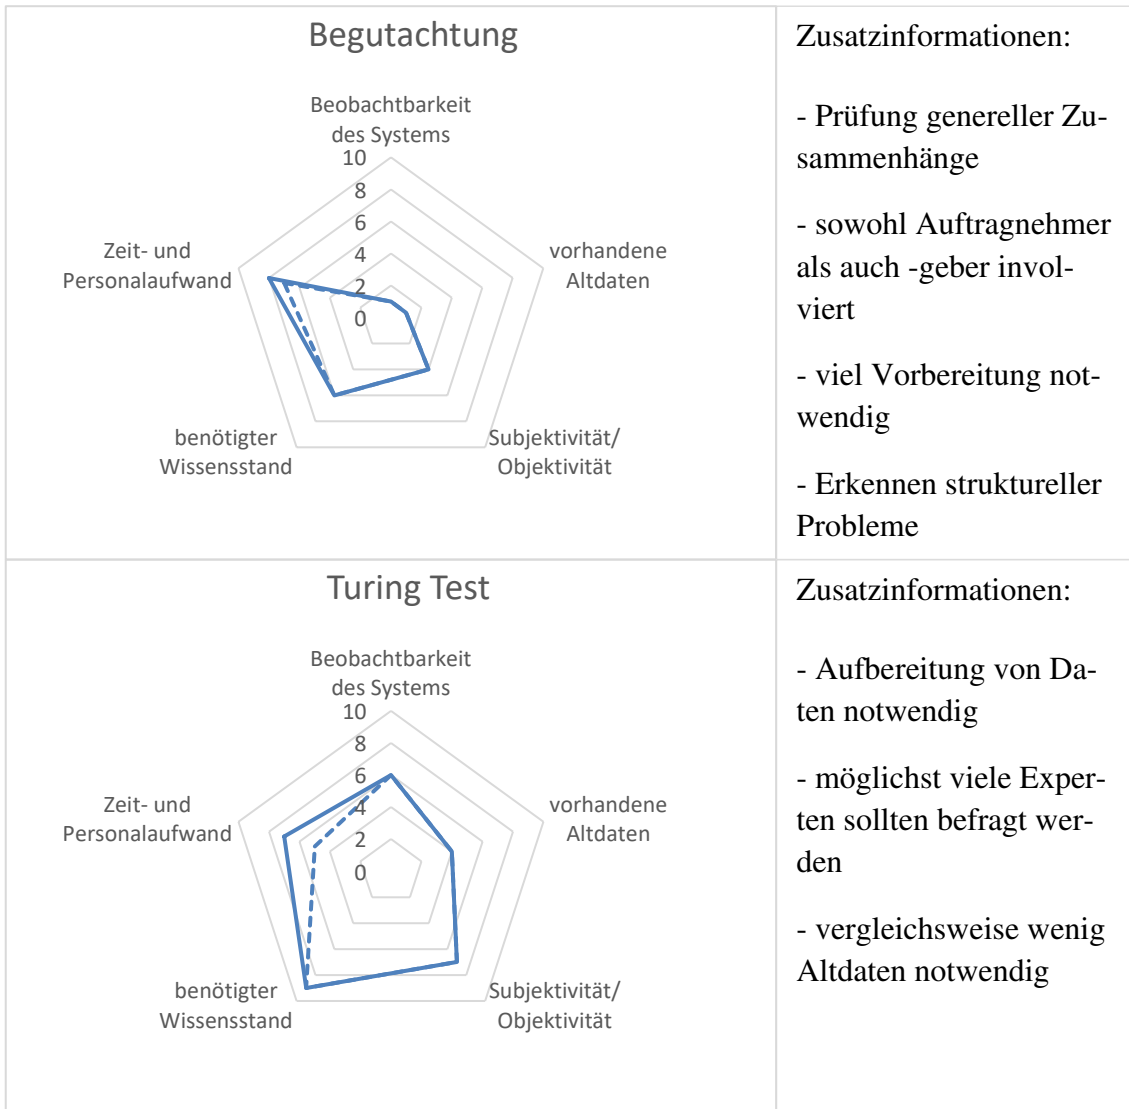 Begutachtung
Beobachtbarkeit
des Systems
10
8
6
4
2
0
vorhandene
Altdaten
Subjektivität/
Objektivität
benötigter
Wissensstand
Zeit- und
Personalaufwand
Zusatzinformationen:
- Prüfung genereller Zu-
sammenhänge
- sowohl Auftragnehmer
als auch -geber invol-
viert
- viel Vorbereitung not-
wendig
- Erkennen struktureller
Probleme
Turing Test
Beobachtbarkeit
des Systems
10
8
6
4
2
0
vorhandene
Altdaten
Subjektivität/
Objektivität
benötigter
Wissensstand
Zeit- und
Personalaufwand
Zusatzinformationen:
- Aufbereitung von Da-
ten notwendig
- möglichst viele Exper-
ten sollten befragt wer-
den
- vergleichsweise wenig
Altdaten notwendig